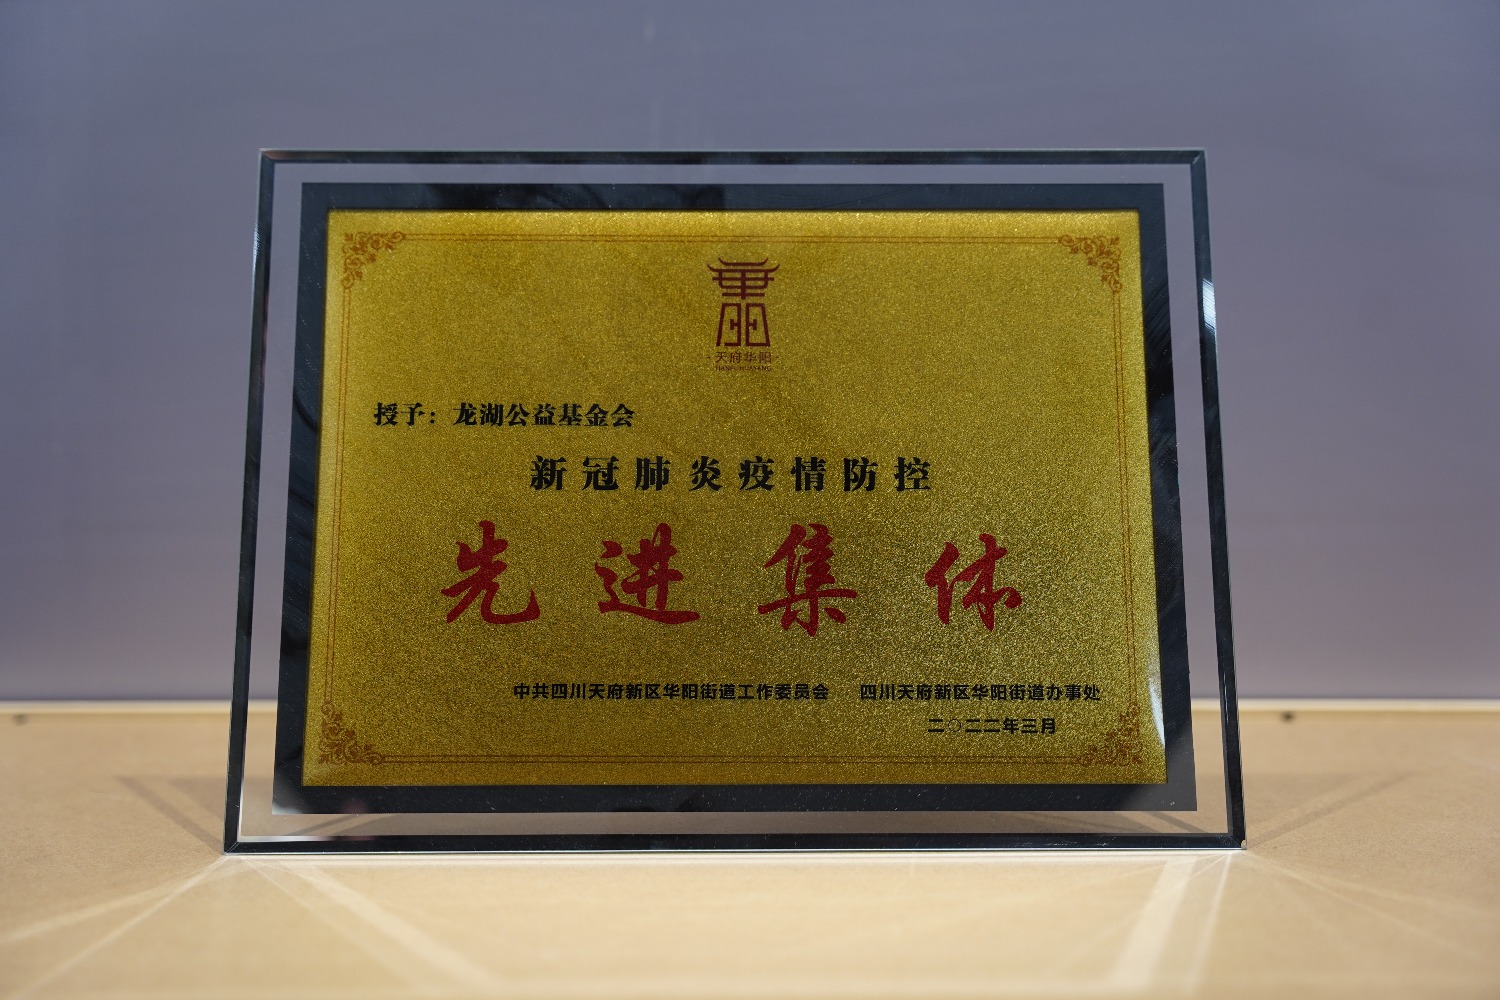 天府华阳
TIANFU HUAYANG
授予：龙湖公益基金会
新冠肺炎疫情防控
先进集体
中共四川天府新区华阳街道工作委员会 四川天府新区华阳街道办事处
二〇二二年三月